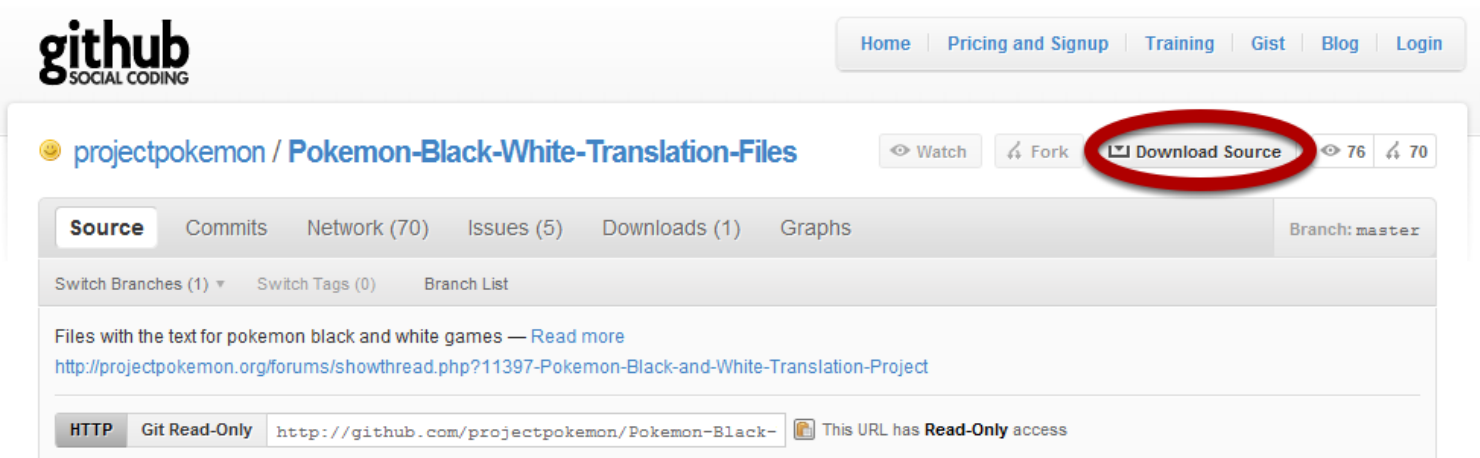 github
SOCIAL CODING
Home Pricing and Signup Training Gist Blog Login
projectpokemon / Pokemon-Black-White-Translation-Files Watch Fork Download Source 76 70
Source Commits Network (70) Issues (5) Downloads (1) Graphs Branch: master
Switch Branches (1) Switch Tags (0) Branch List
Files with the text for pokemon black and white games — Read more
http://projectpokemon.org/forums/showthread.php?11397-Pokemon-Black-and-White-Translation-Project
HTTP Git Read-Only http://github.com/projectpokemon/Pokemon-Black- This URL has Read-Only access